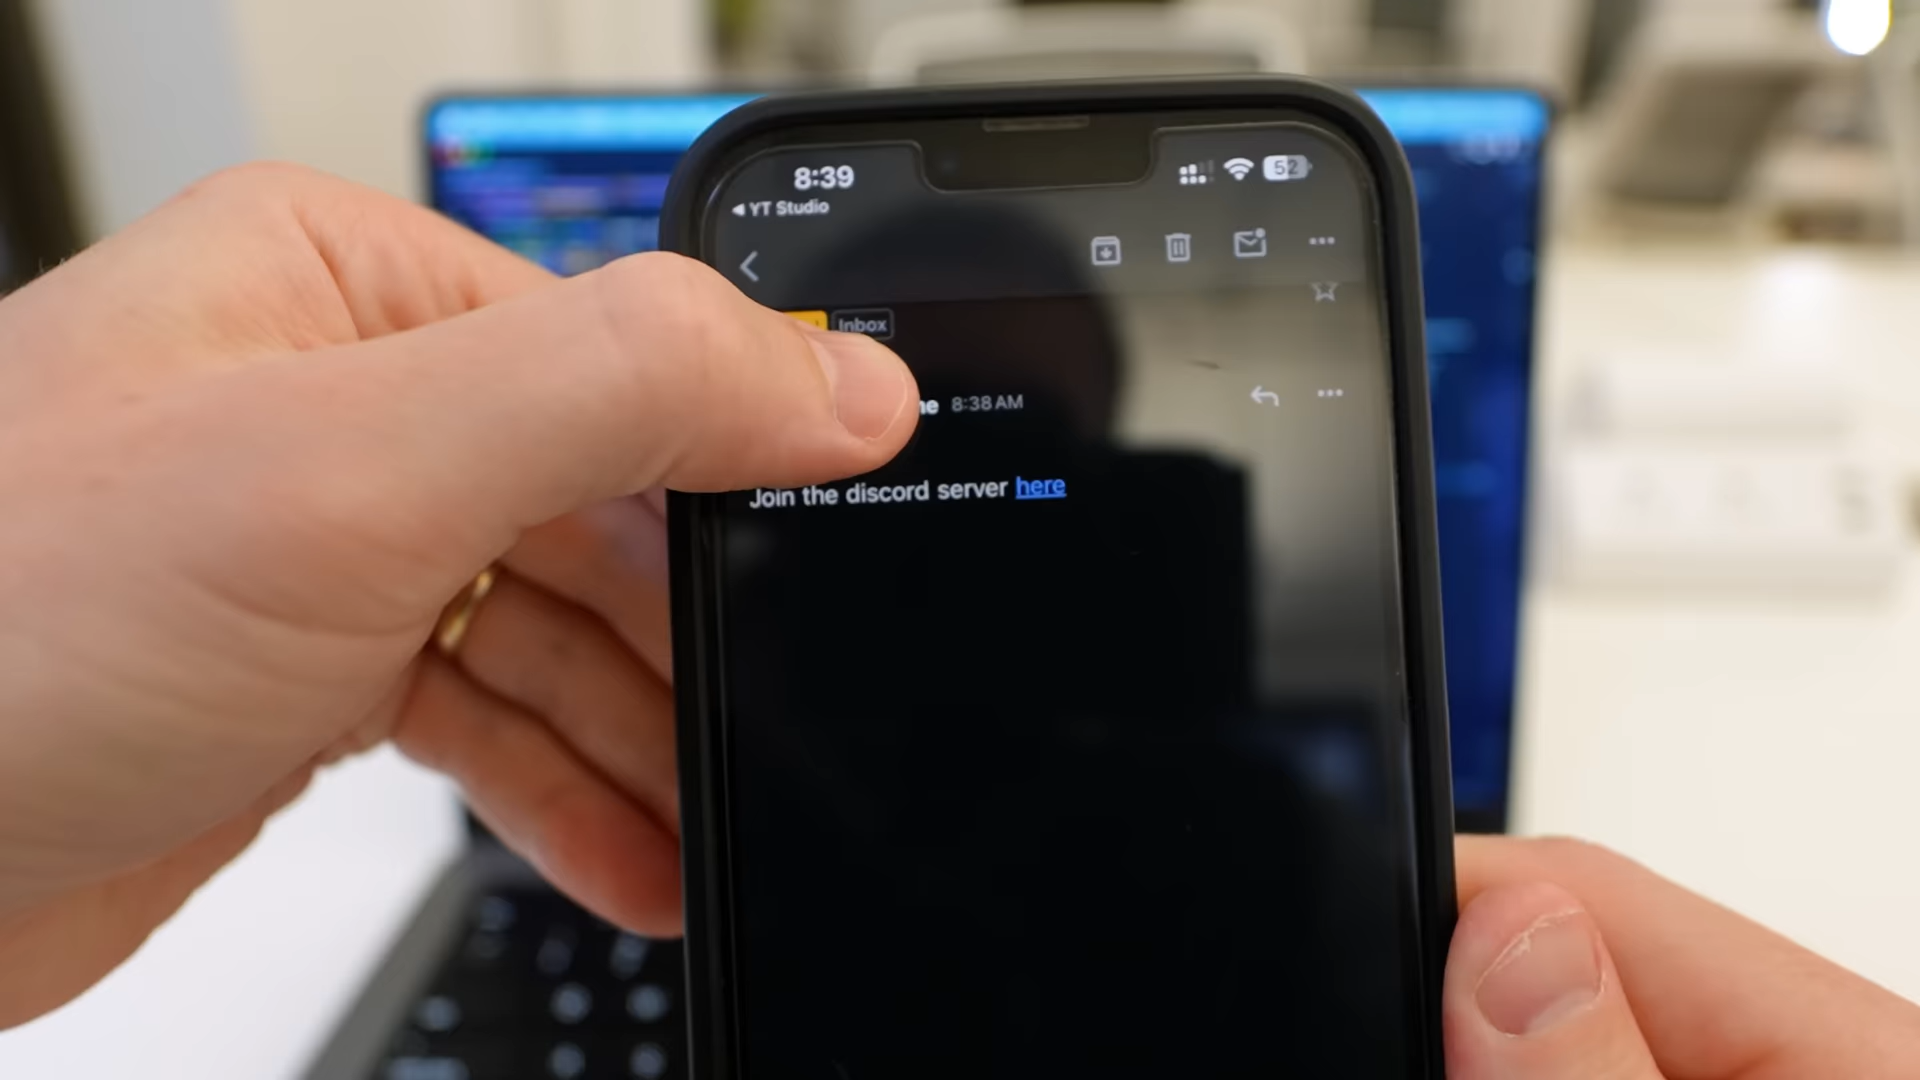 8:39
52
◀ YT Studio
Inbox
8:38 AM
Join the discord server here